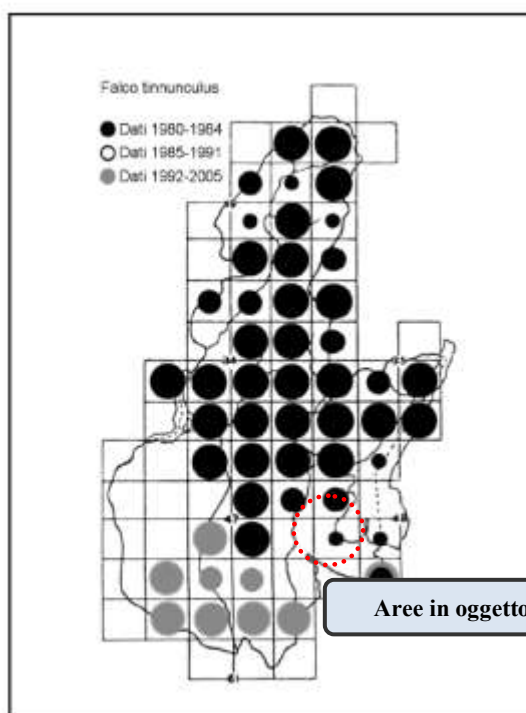 Falco tinnunculus
Dati 1980-1984
Dati 1985-1991
Dati 1992-2005
Aree in oggetto